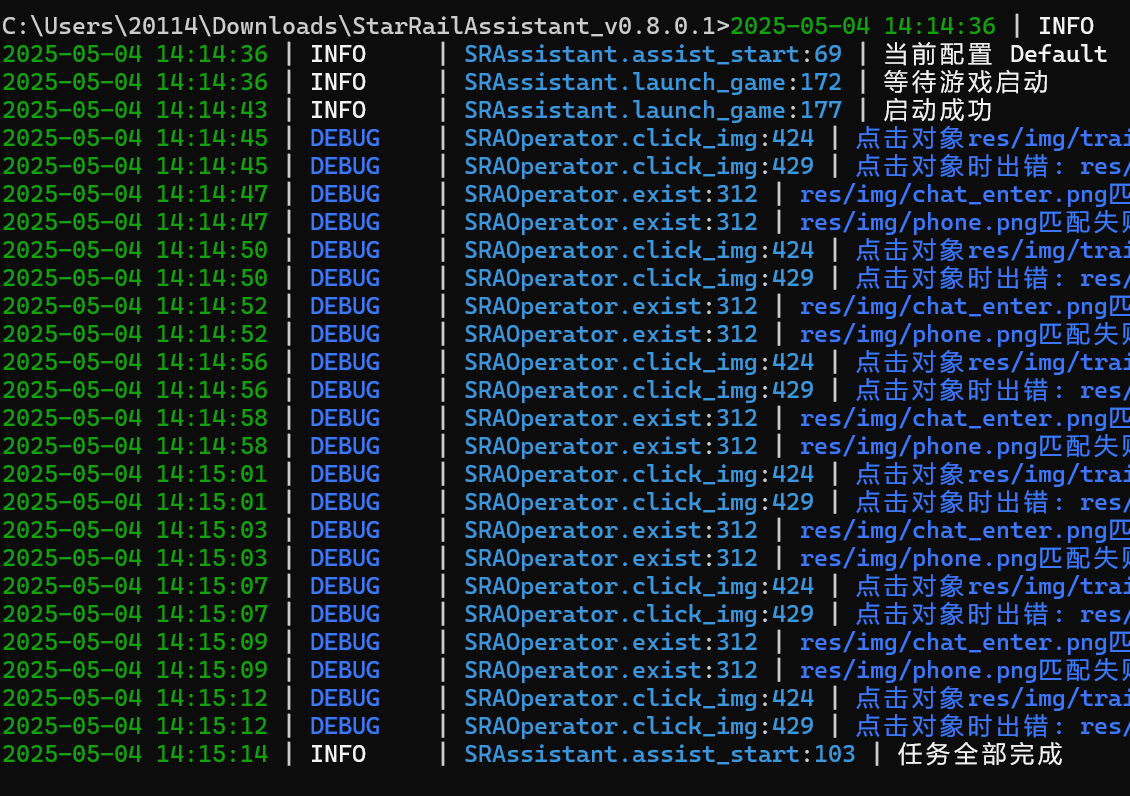 C:\Users\20114\Downloads\StarRailAssistant_v0.8.0.1>2025-05-04 14:14:36 | INFO
2025-05-04 14:14:36 | INFO     | SRAssistant.assist_start:69 | 当前配置 Default
2025-05-04 14:14:36 | INFO     | SRAssistant.launch_game:172 | 等待游戏启动
2025-05-04 14:14:43 | INFO     | SRAssistant.launch_game:177 | 启动成功
2025-05-04 14:14:45 | DEBUG    | SRAOperator.click_img:424 | 点击对象res/img/trai
2025-05-04 14:14:45 | DEBUG    | SRAOperator.click_img:429 | 点击对象时出错: res/
2025-05-04 14:14:47 | DEBUG    | SRAOperator.exist:312 | res/img/chat_enter.png匹
2025-05-04 14:14:47 | DEBUG    | SRAOperator.exist:312 | res/img/phone.png匹配失败
2025-05-04 14:14:50 | DEBUG    | SRAOperator.click_img:424 | 点击对象res/img/trai
2025-05-04 14:14:50 | DEBUG    | SRAOperator.click_img:429 | 点击对象时出错: res/
2025-05-04 14:14:52 | DEBUG    | SRAOperator.exist:312 | res/img/chat_enter.png匹
2025-05-04 14:14:52 | DEBUG    | SRAOperator.exist:312 | res/img/phone.png匹配失败
2025-05-04 14:14:56 | DEBUG    | SRAOperator.click_img:424 | 点击对象res/img/trai
2025-05-04 14:14:56 | DEBUG    | SRAOperator.click_img:429 | 点击对象时出错: res/
2025-05-04 14:14:58 | DEBUG    | SRAOperator.exist:312 | res/img/chat_enter.png匹
2025-05-04 14:14:58 | DEBUG    | SRAOperator.exist:312 | res/img/phone.png匹配失败
2025-05-04 14:15:01 | DEBUG    | SRAOperator.click_img:424 | 点击对象res/img/trai
2025-05-04 14:15:01 | DEBUG    | SRAOperator.click_img:429 | 点击对象时出错: res/
2025-05-04 14:15:03 | DEBUG    | SRAOperator.exist:312 | res/img/chat_enter.png匹
2025-05-04 14:15:03 | DEBUG    | SRAOperator.exist:312 | res/img/phone.png匹配失败
2025-05-04 14:15:07 | DEBUG    | SRAOperator.click_img:424 | 点击对象res/img/trai
2025-05-04 14:15:07 | DEBUG    | SRAOperator.click_img:429 | 点击对象时出错: res/
2025-05-04 14:15:09 | DEBUG    | SRAOperator.exist:312 | res/img/chat_enter.png匹
2025-05-04 14:15:09 | DEBUG    | SRAOperator.exist:312 | res/img/phone.png匹配失败
2025-05-04 14:15:12 | DEBUG    | SRAOperator.click_img:424 | 点击对象res/img/trai
2025-05-04 14:15:12 | DEBUG    | SRAOperator.click_img:429 | 点击对象时出错: res/
2025-05-04 14:15:14 | INFO     | SRAssistant.assist_start:103 | 任务全部完成